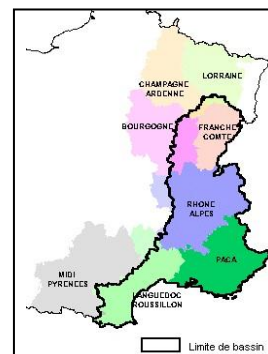 CHAMPAGNE
ARDENNE
LORRAINE
BOURGOGNE
FRANCHE
COMTE
RHONE
ALPES
MIDI
PYRENEES
PACA
LANGUEDOC
ROUSSILLON
Limite de bassin